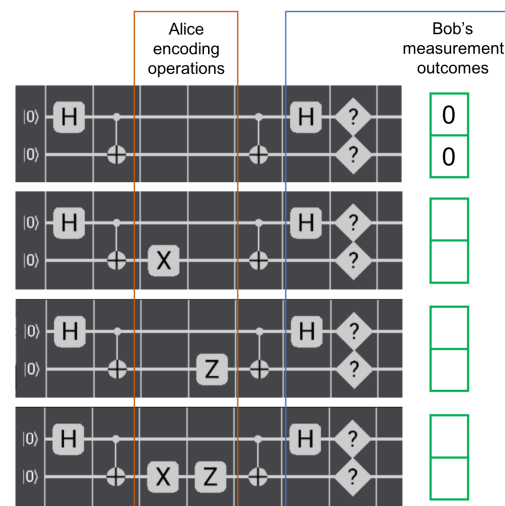 Alice
encoding
operations
Bob's
measurement
outcomes
|0⟩ H H ? 0
|0⟩ ? 0
|0⟩ H H ?
|0⟩ X ?
|0⟩ H H ?
|0⟩ Z ?
|0⟩ H H ?
|0⟩ X Z ?